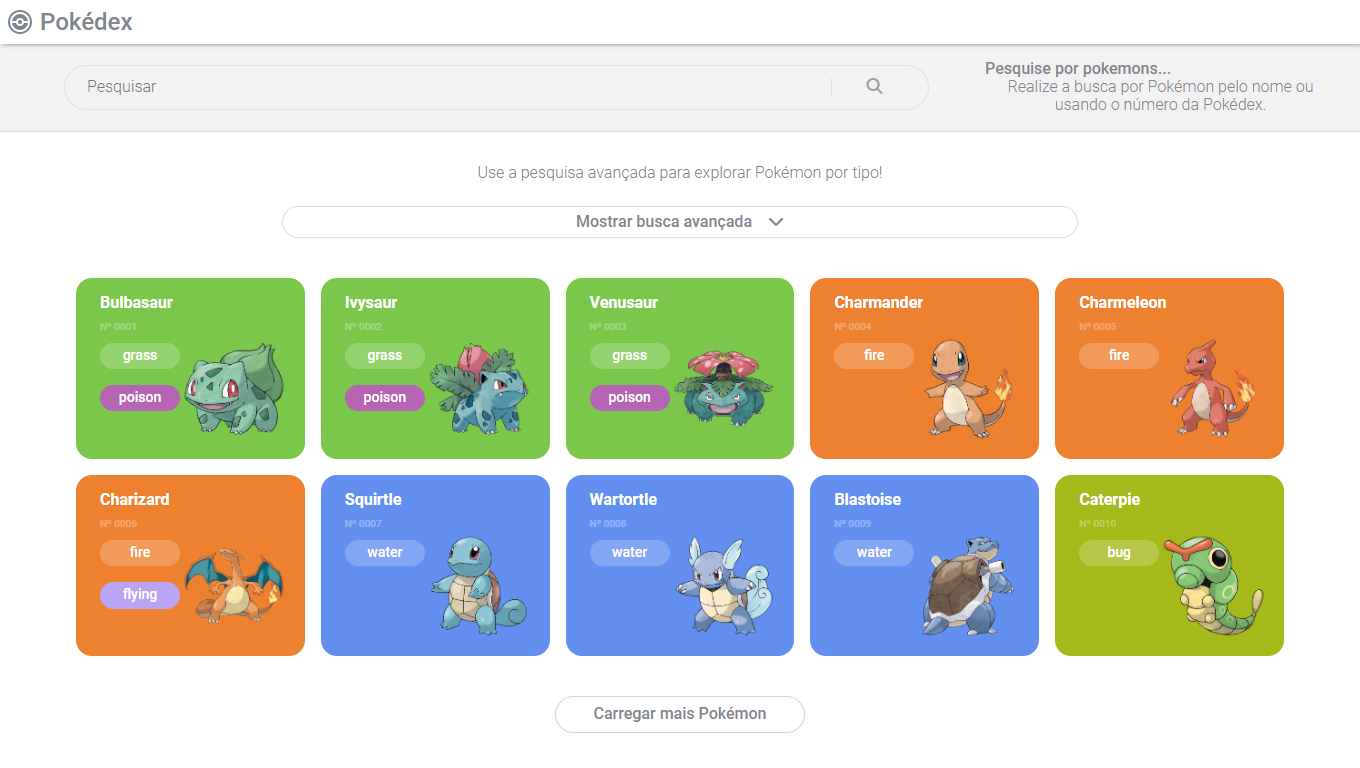 Pokédex
Pesquisar
Pesquise por pokemons...
Realize a busca por Pokémon pelo nome ou
usando o número da Pokédex.
Use a pesquisa avançada para explorar Pokémon por tipo!
Mostrar busca avançada
Bulbasaur
Nº 0001
grass
poison
Ivysaur
Nº 0002
grass
poison
Venusaur
Nº 0003
grass
poison
Charmander
Nº 0004
fire
Charmeleon
Nº 0005
fire
Charizard
Nº 0006
fire
flying
Squirtle
Nº 0007
water
Wartortle
Nº 0008
water
Blastoise
Nº 0009
water
Caterpie
Nº 0010
bug
Carregar mais Pokémon